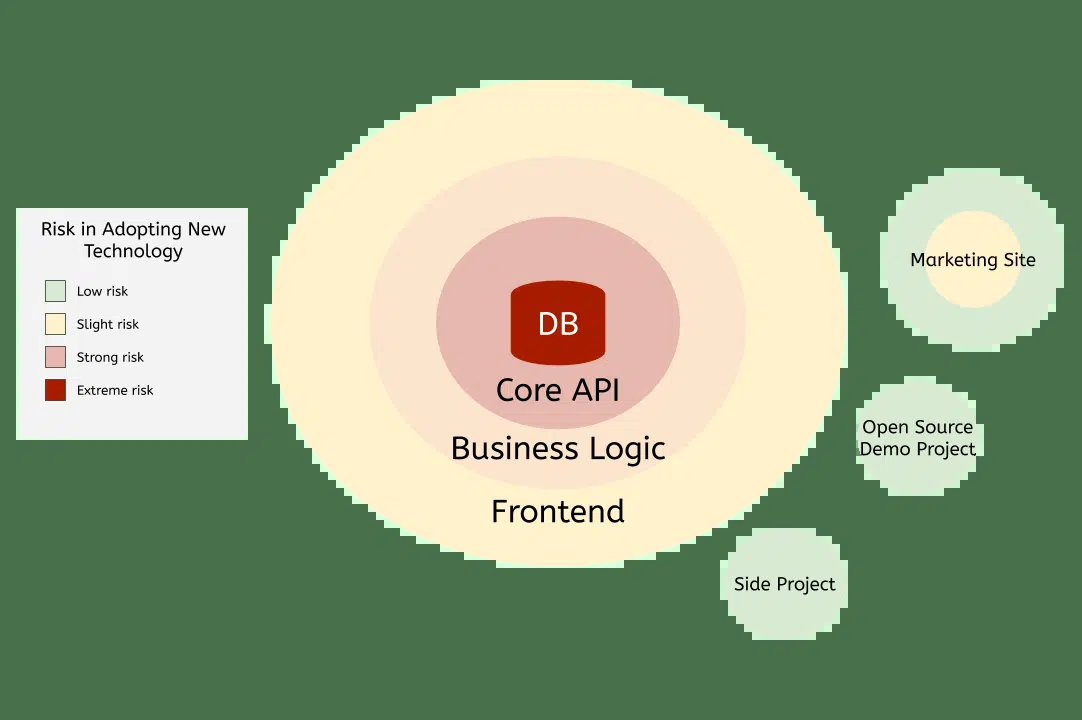 Risk in Adopting New
Technology
Low risk
Slight risk
Strong risk
Extreme risk
DB
Core API
Business Logic
Frontend
Marketing Site
Open Source
Demo Project
Side Project